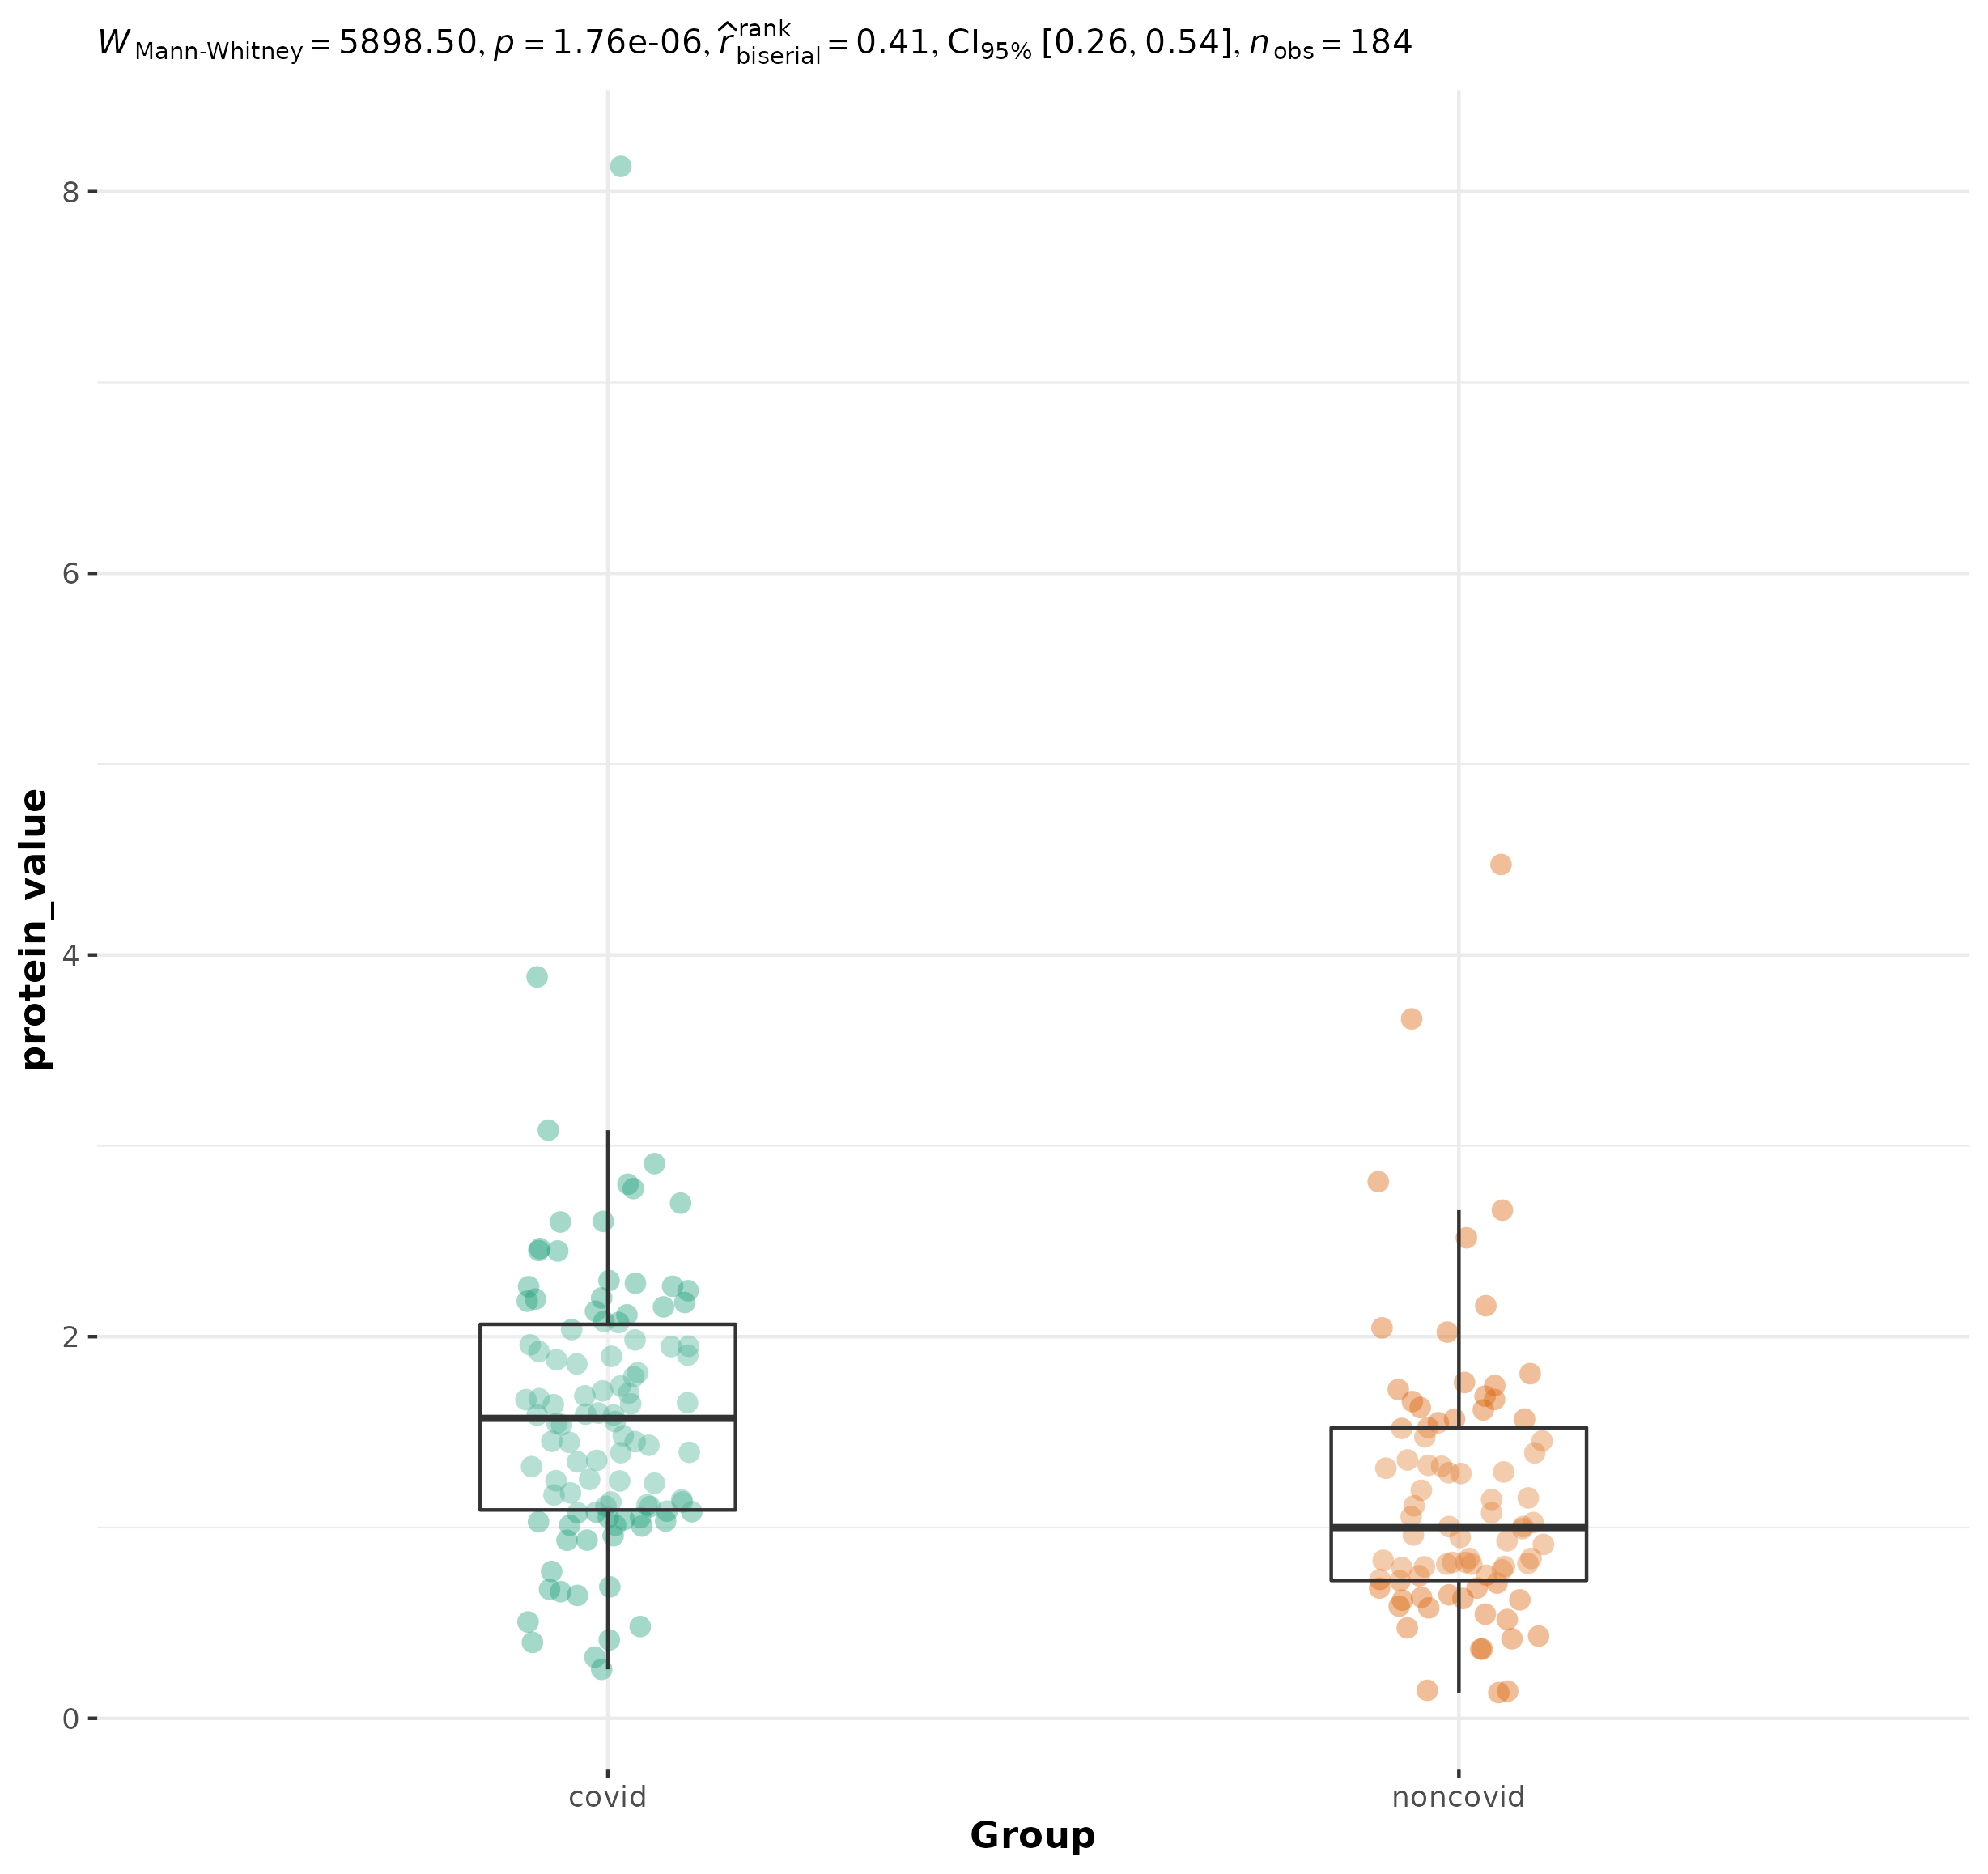 W Mann-Whitney = 5898.50, p = 1.76e-06, r̂ rank biserial = 0.41, CI95% [0.26, 0.54], n obs = 184
8
6
4
2
0
protein_value
covid noncovid
Group